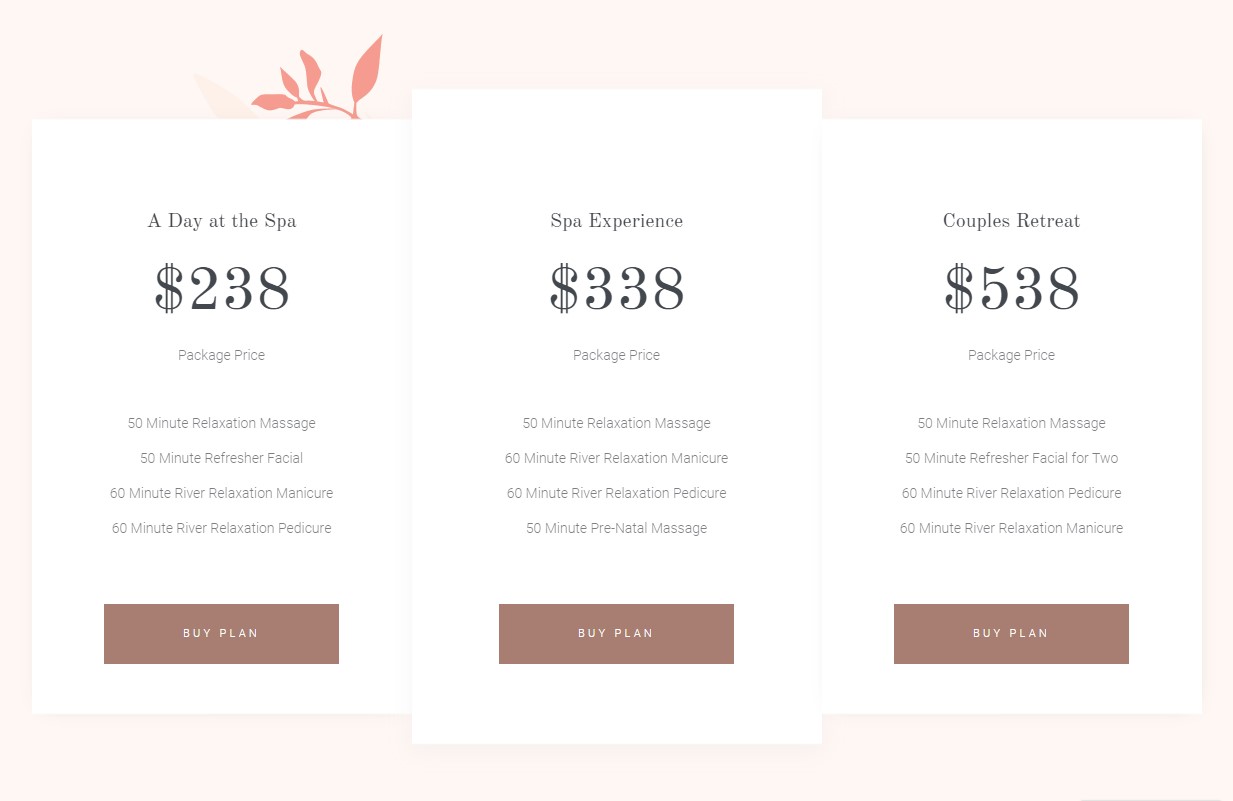 A Day at the Spa
$238
Package Price
50 Minute Relaxation Massage
50 Minute Refresher Facial
60 Minute River Relaxation Manicure
60 Minute River Relaxation Pedicure
BUY PLAN
Spa Experience
$338
Package Price
50 Minute Relaxation Massage
60 Minute River Relaxation Manicure
60 Minute River Relaxation Pedicure
50 Minute Pre-Natal Massage
BUY PLAN
Couples Retreat
$538
Package Price
50 Minute Relaxation Massage
50 Minute Refresher Facial for Two
60 Minute River Relaxation Pedicure
60 Minute River Relaxation Manicure
BUY PLAN